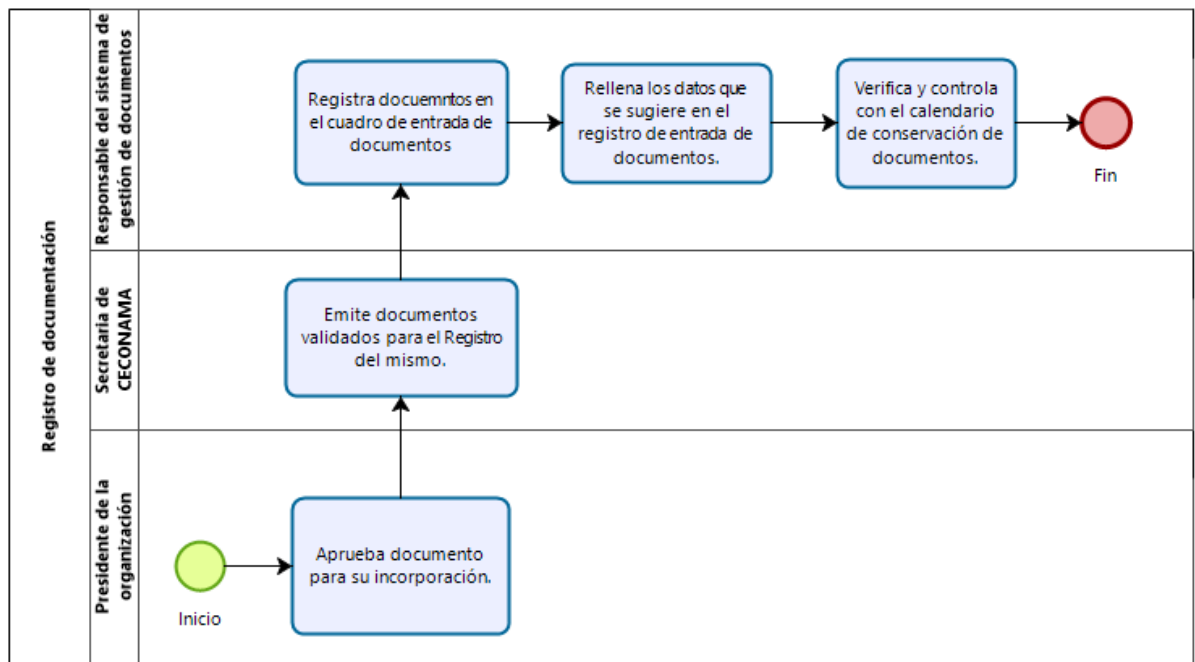 Registro de documentación
Responsable del sistema de
gestión de documentos
Registra docuemntos en
el cuadro de entrada de
documentos
Rellena los datos que
se sugiere en el
registro de entrada de
documentos.
Verifica y controla
con el calendario
de conservación de
documentos.
Fin
Secretaria de
CECONAMA
Emite documentos
validados para el Registro
del mismo.
Presidente de la
organización
Inicio
Aprueba documento
para su incorporación.